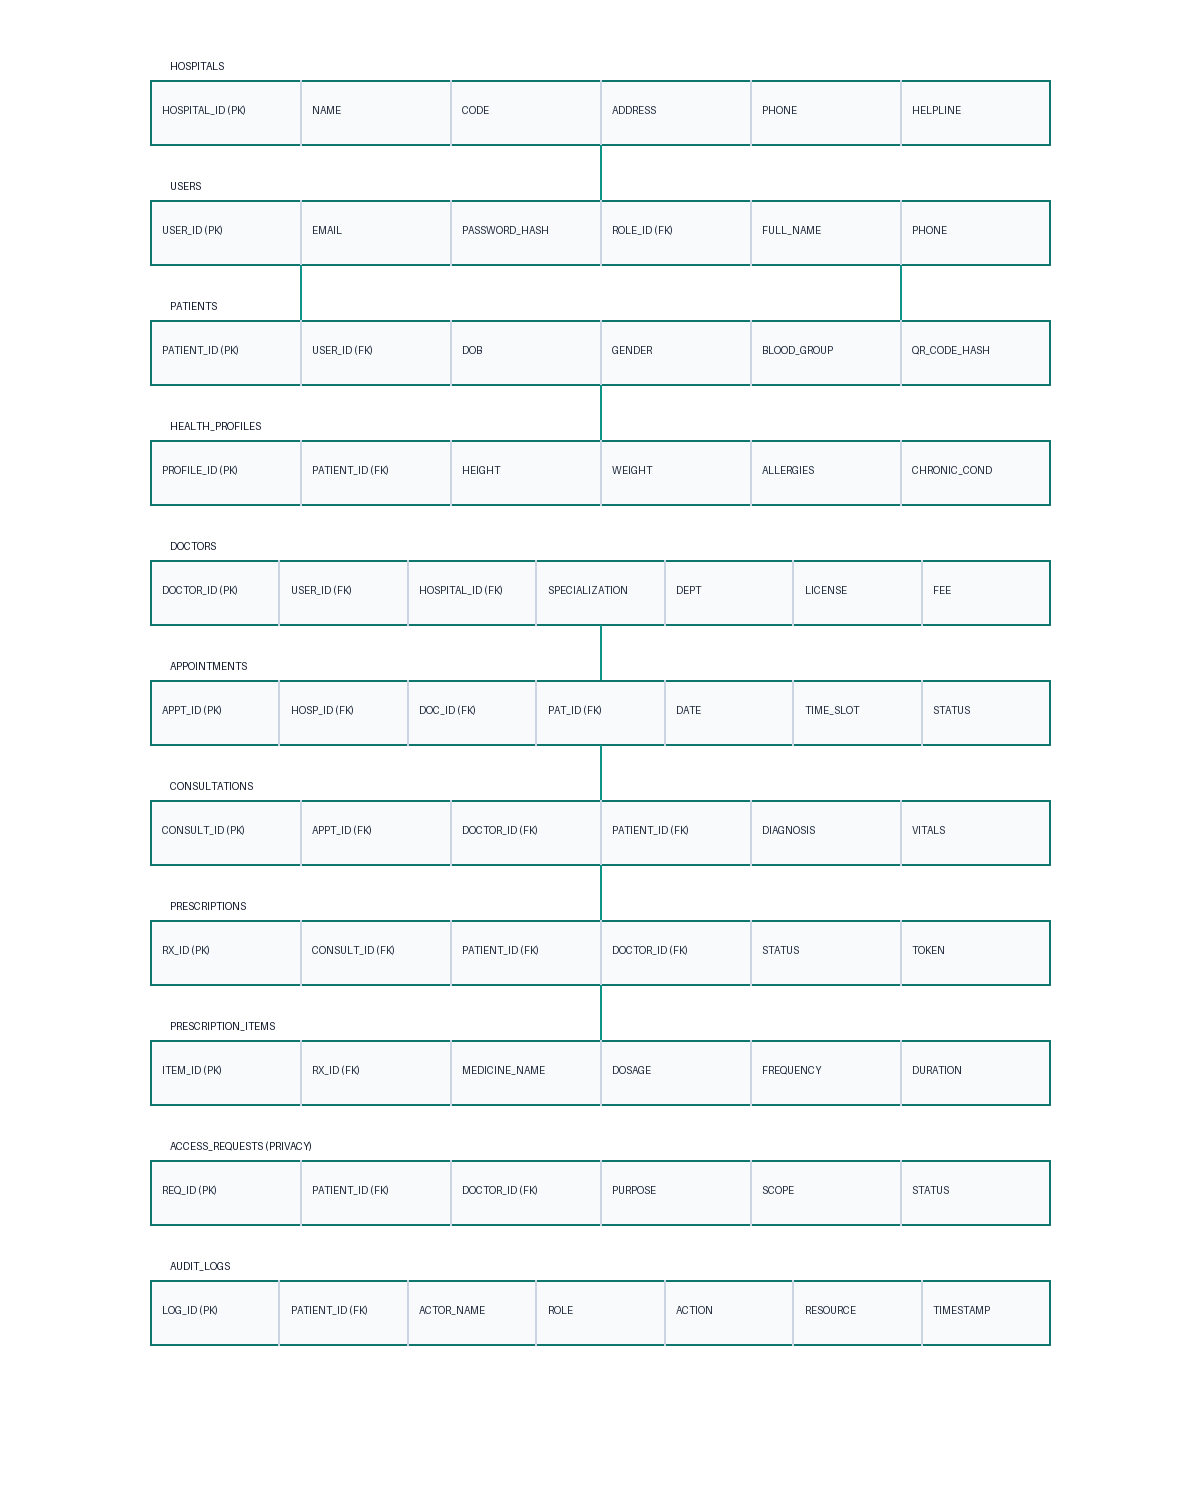 HOSPITALS
HOSPITAL_ID (PK) NAME CODE ADDRESS PHONE HELPLINE
USERS
USER_ID (PK) EMAIL PASSWORD_HASH ROLE_ID (FK) FULL_NAME PHONE
PATIENTS
PATIENT_ID (PK) USER_ID (FK) DOB GENDER BLOOD_GROUP QR_CODE_HASH
HEALTH_PROFILES
PROFILE_ID (PK) PATIENT_ID (FK) HEIGHT WEIGHT ALLERGIES CHRONIC_COND
DOCTORS
DOCTOR_ID (PK) USER_ID (FK) HOSPITAL_ID (FK) SPECIALIZATION DEPT LICENSE FEE
APPOINTMENTS
APPT_ID (PK) HOSP_ID (FK) DOC_ID (FK) PAT_ID (FK) DATE TIME_SLOT STATUS
CONSULTATIONS
CONSULT_ID (PK) APPT_ID (FK) DOCTOR_ID (FK) PATIENT_ID (FK) DIAGNOSIS VITALS
PRESCRIPTIONS
RX_ID (PK) CONSULT_ID (FK) PATIENT_ID (FK) DOCTOR_ID (FK) STATUS TOKEN
PRESCRIPTION_ITEMS
ITEM_ID (PK) RX_ID (FK) MEDICINE_NAME DOSAGE FREQUENCY DURATION
ACCESS_REQUESTS (PRIVACY)
REQ_ID (PK) PATIENT_ID (FK) DOCTOR_ID (FK) PURPOSE SCOPE STATUS
AUDIT_LOGS
LOG_ID (PK) PATIENT_ID (FK) ACTOR_NAME ROLE ACTION RESOURCE TIMESTAMP